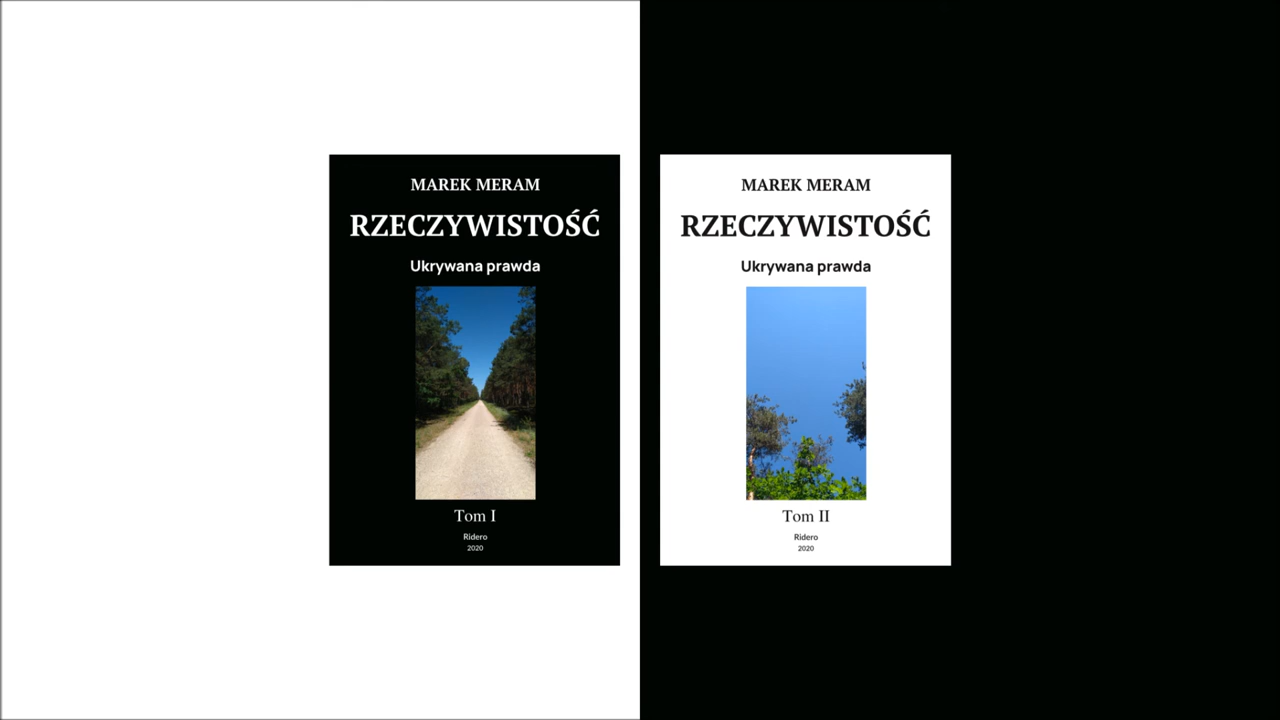 MAREK MERAM
RZECZYWISTOŚĆ
Ukrywana prawda
Tom I
Ridero
2020
MAREK MERAM
RZECZYWISTOŚĆ
Ukrywana prawda
Tom II
Ridero
2020